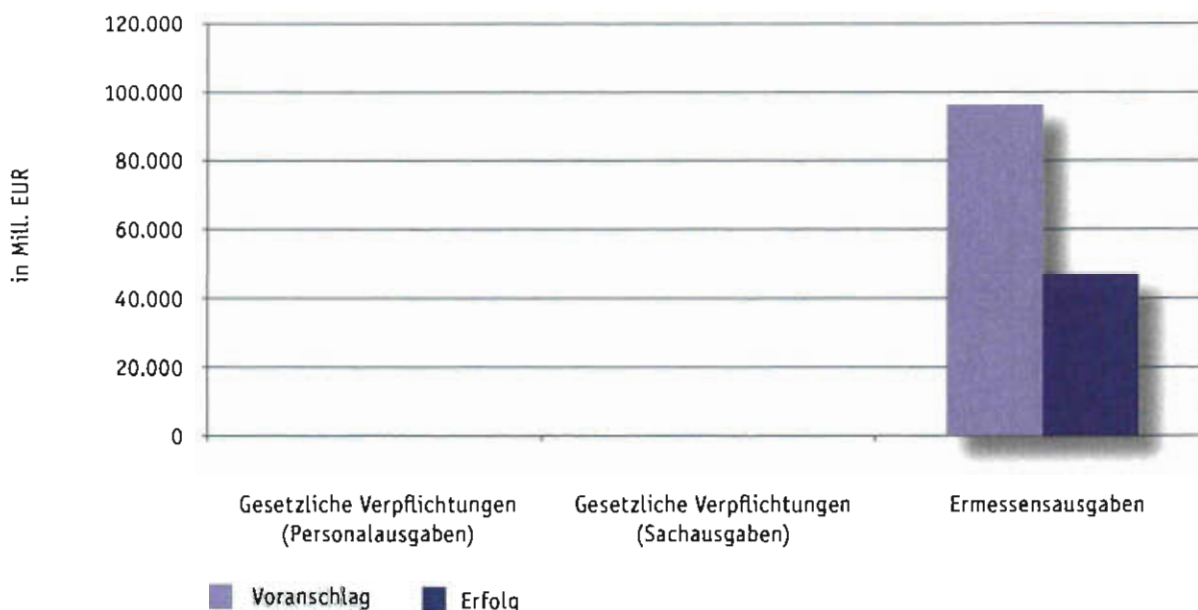 120.000
100.000
80.000
60.000
40.000
20.000
0
in Mill. EUR
Gesetzliche Verpflichtungen
(Personalausgaben)
Gesetzliche Verpflichtungen
(Sachausgaben)
Ermessensausgaben
Voranschlag
Erfolg